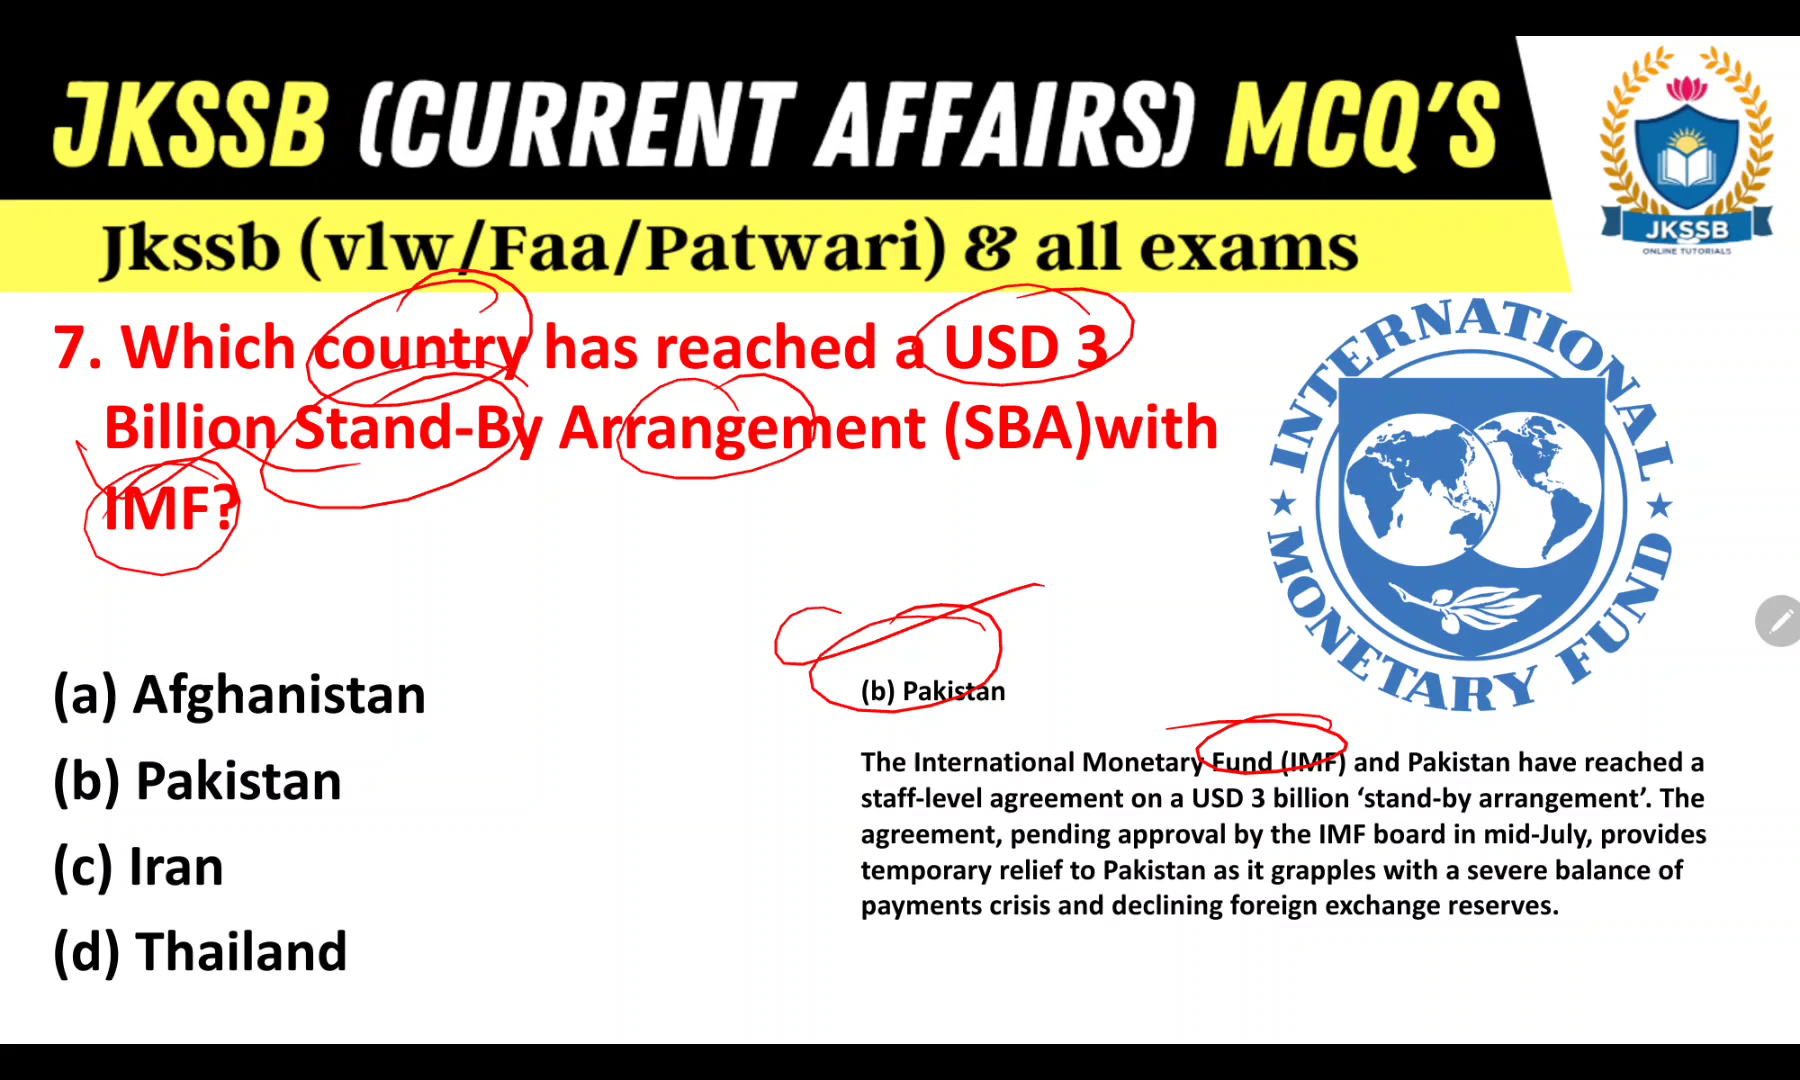 JKSSB (CURRENT AFFAIRS) MCQ'S
JKSSB
ONLINE TUTORIALS
Jkssb (vlw/Faa/Patwari) & all exams
7. Which country has reached a USD 3
Billion Stand-By Arrangement (SBA)with
IMF?
INTERNATIONAL
MONETARY FUND
(a) Afghanistan
(b) Pakistan
(c) Iran
(d) Thailand
(b) Pakistan
The International Monetary Fund (IMF) and Pakistan have reached a
staff-level agreement on a USD 3 billion ‘stand-by arrangement’. The
agreement, pending approval by the IMF board in mid-July, provides
temporary relief to Pakistan as it grapples with a severe balance of
payments crisis and declining foreign exchange reserves.